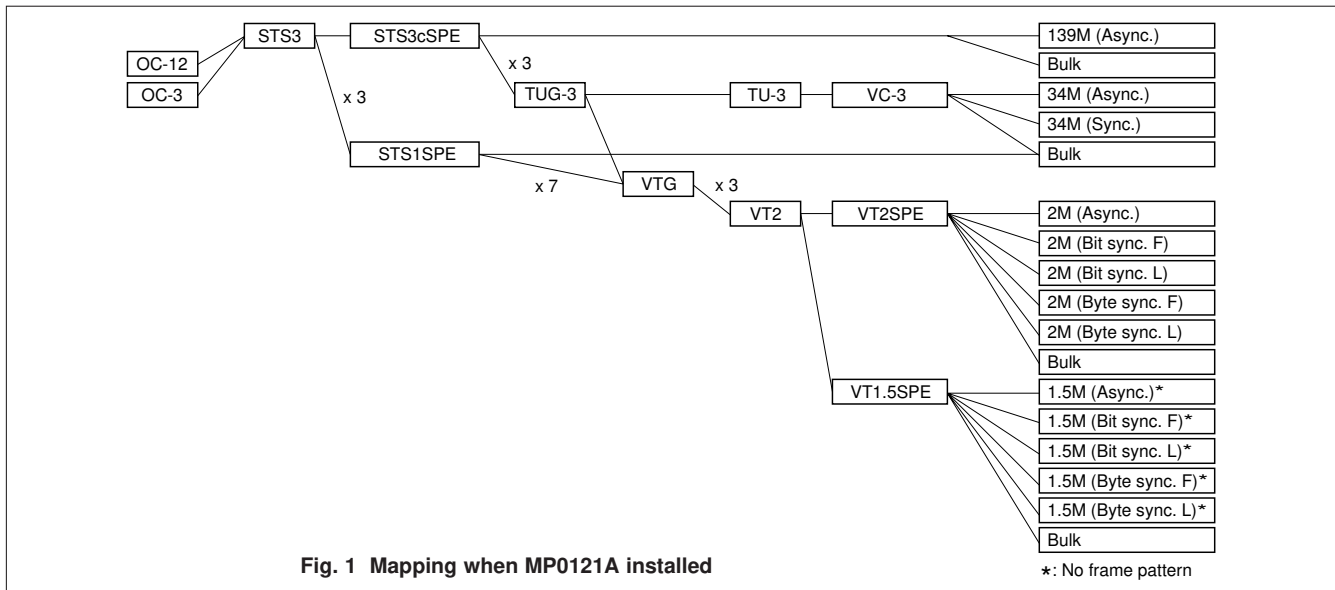 STS3 STS3cSPE 139M (Async.)
OC-12 x 3 Bulk
OC-3 x 3 TUG-3 TU-3 VC-3 34M (Async.)
34M (Sync.)
STS1SPE Bulk
x 7 VTG x 3
VT2 VT2SPE 2M (Async.)
2M (Bit sync. F)
2M (Bit sync. L)
2M (Byte sync. F)
2M (Byte sync. L)
Bulk
VT1.5SPE 1.5M (Async.)*
1.5M (Bit sync. F)*
1.5M (Bit sync. L)*
1.5M (Byte sync. F)*
1.5M (Byte sync. L)*
Bulk
Fig. 1 Mapping when MP0121A installed
*: No frame pattern